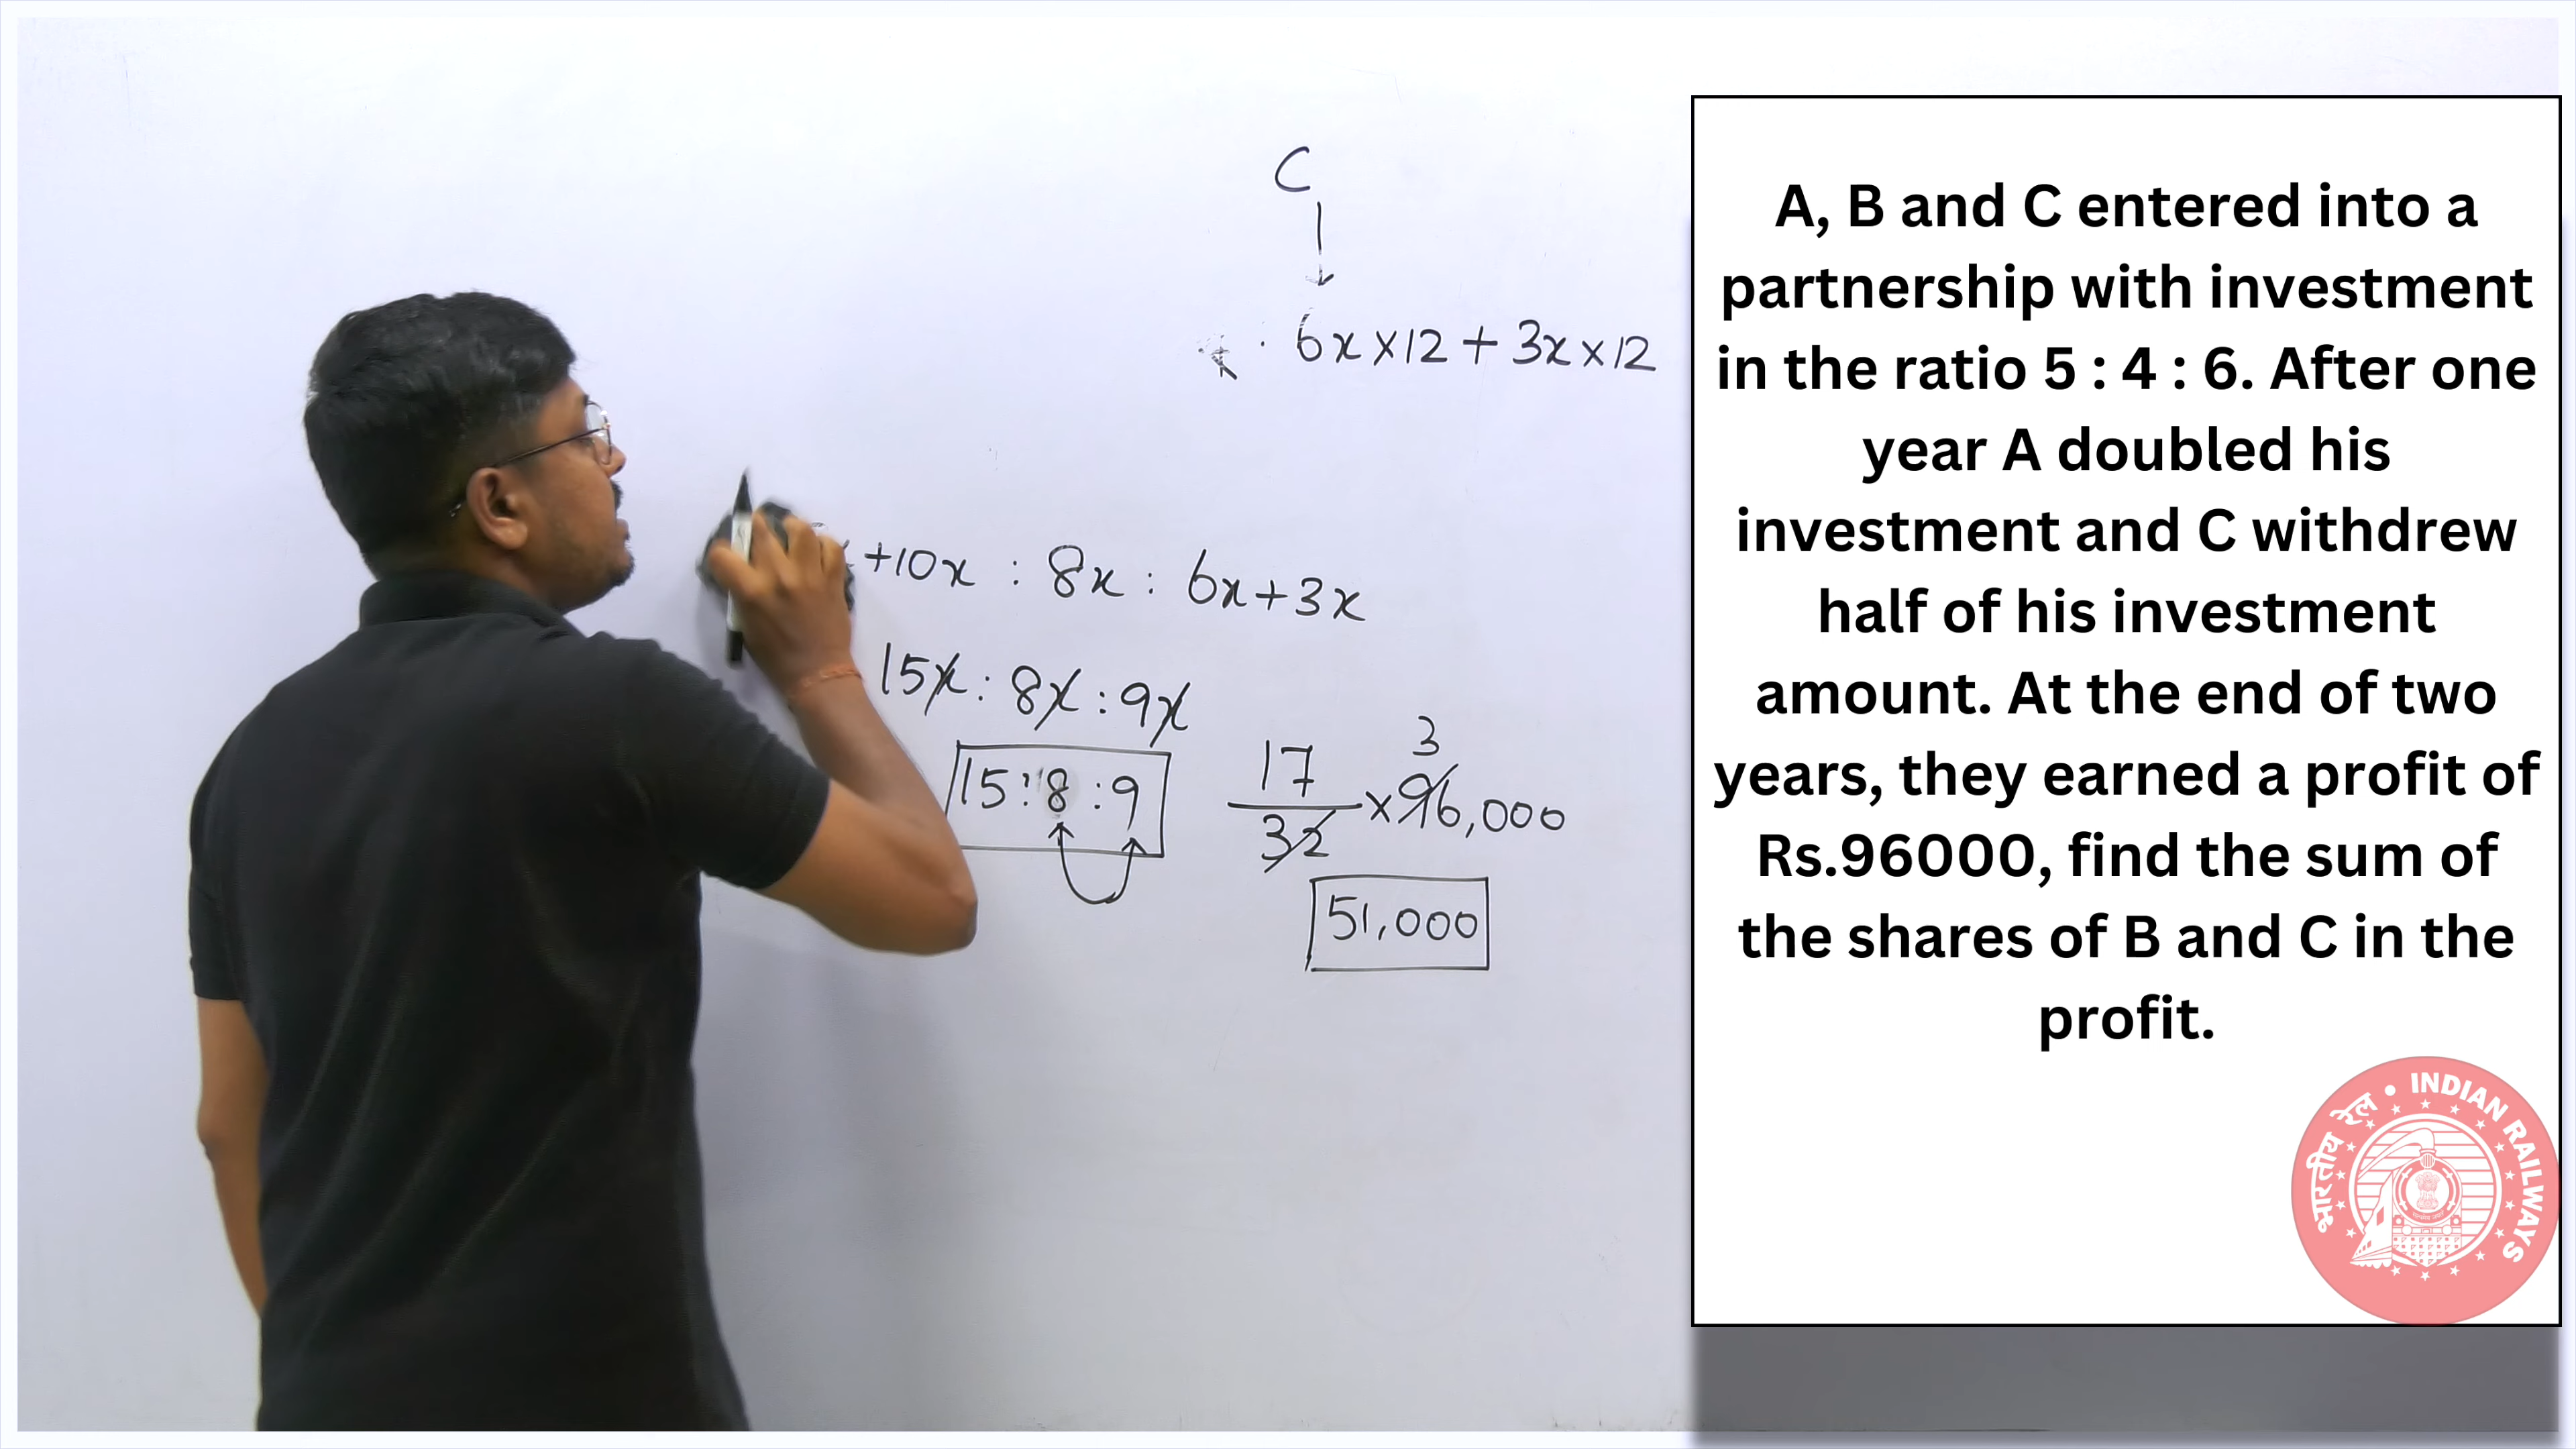 C
6x×12+3x×12
+10x : 8x : 6x+3x
15x : 8x : 9x
15 : 8 : 9
17
32
×96,000
3
51,000
A, B and C entered into a
partnership with investment
in the ratio 5 : 4 : 6. After one
year A doubled his
investment and C withdrew
half of his investment
amount. At the end of two
years, they earned a profit of
Rs.96000, find the sum of
the shares of B and C in the
profit.
भारतीय रेल • INDIAN RAILWAYS